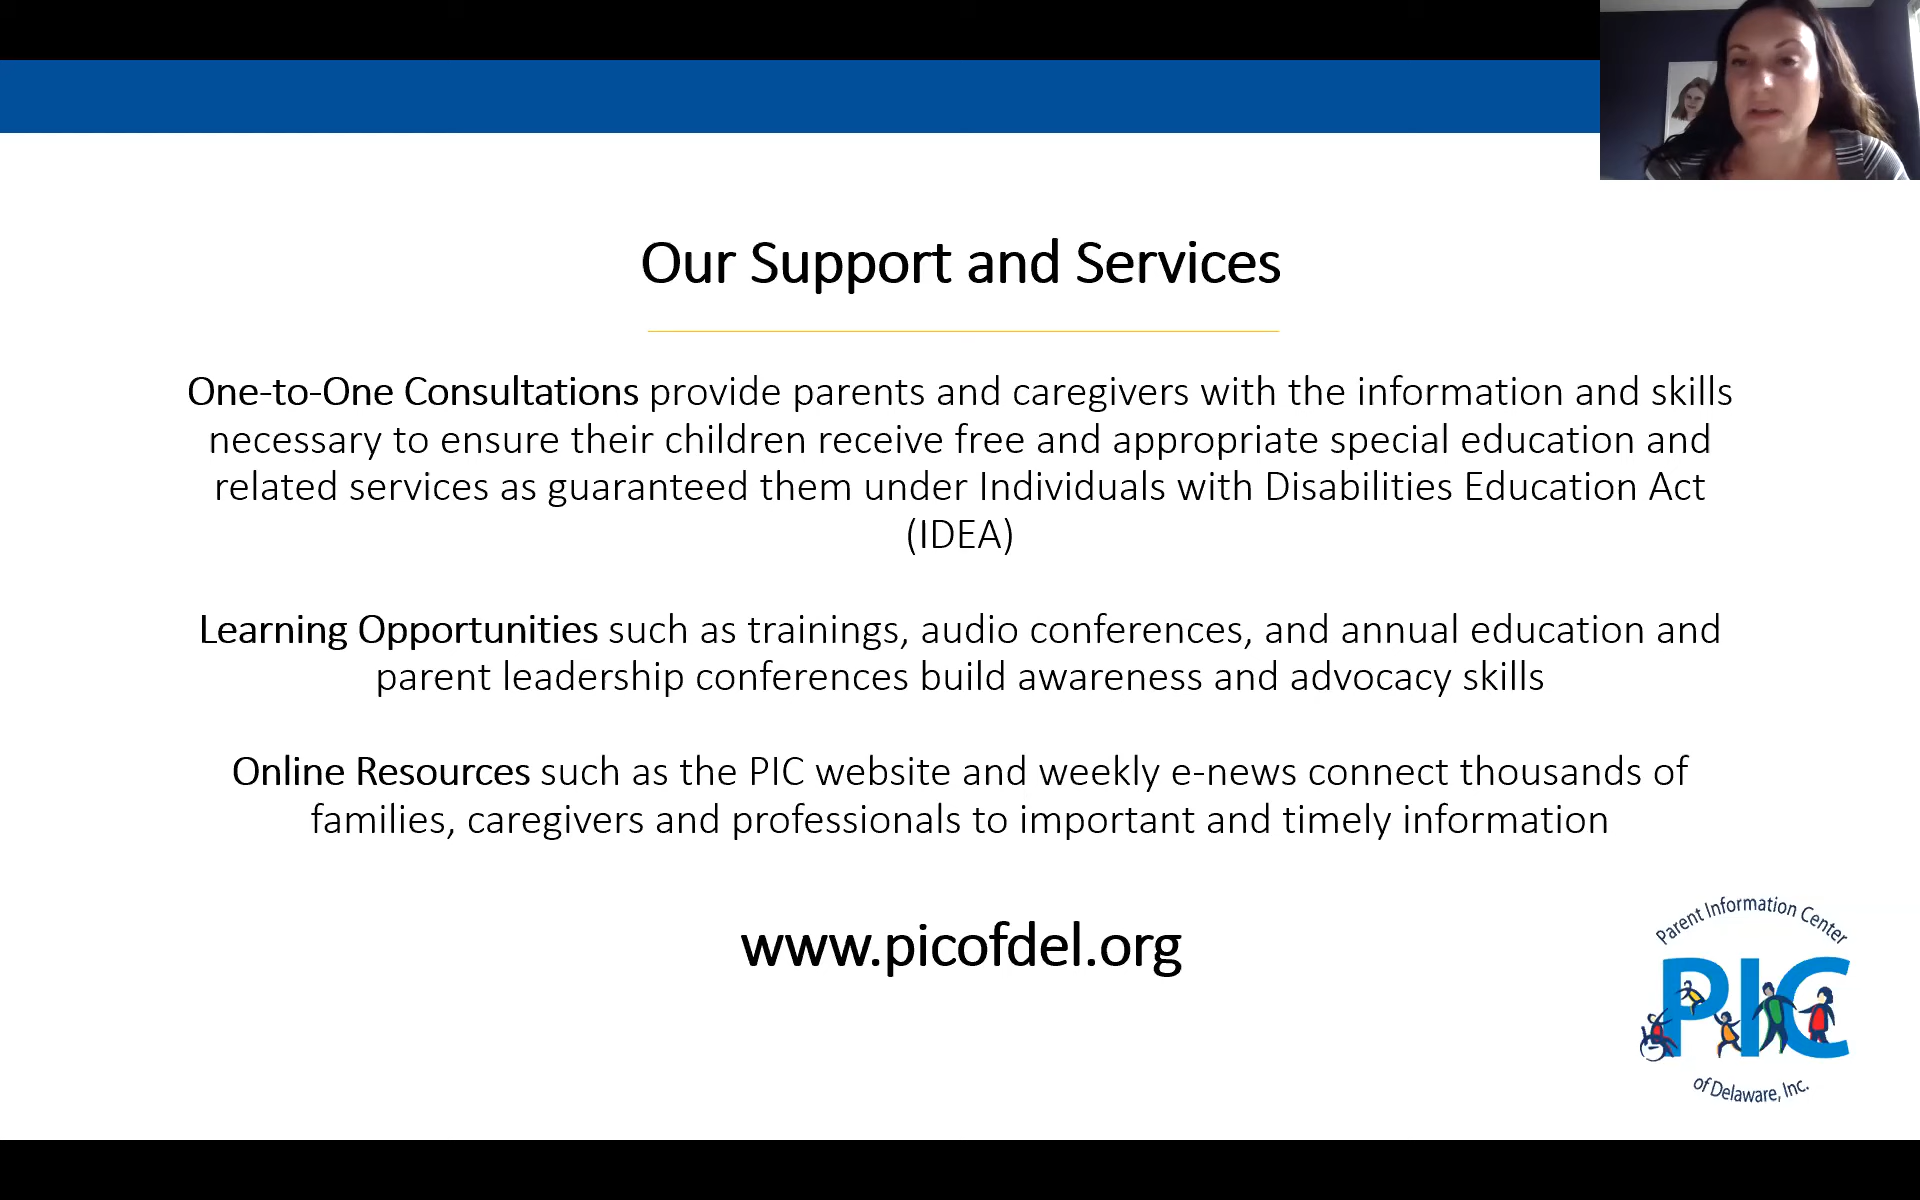 Our Support and Services
One-to-One Consultations provide parents and caregivers with the information and skills
necessary to ensure their children receive free and appropriate special education and
related services as guaranteed them under Individuals with Disabilities Education Act
(IDEA)
Learning Opportunities such as trainings, audio conferences, and annual education and
parent leadership conferences build awareness and advocacy skills
Online Resources such as the PIC website and weekly e-news connect thousands of
families, caregivers and professionals to important and timely information
www.picofdel.org
Parent Information Center
PIC
of Delaware, Inc.